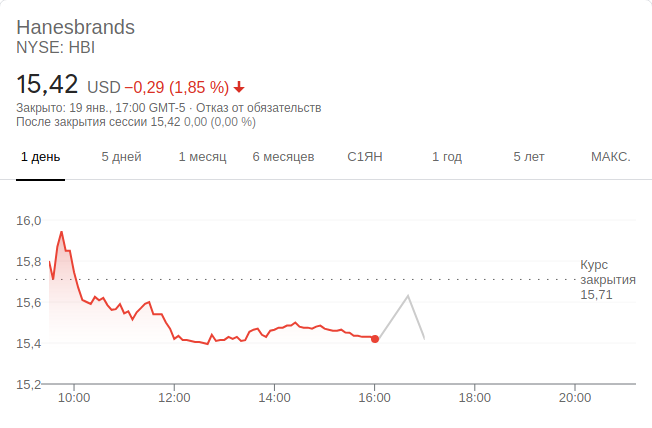 Hanesbrands
NYSE: HBI
15,42 USD −0,29 (1,85 %)
Закрыто: 19 янв., 17:00 GMT-5 · Отказ от обязательств
После закрытия сессии 15,42 0,00 (0,00 %)
1 день 5 дней 1 месяц 6 месяцев С1ЯН 1 год 5 лет МАКС.
16,0
15,8
Курс
закрытия
15,71
15,6
15,4
15,2
10:00 12:00 14:00 16:00 18:00 20:00